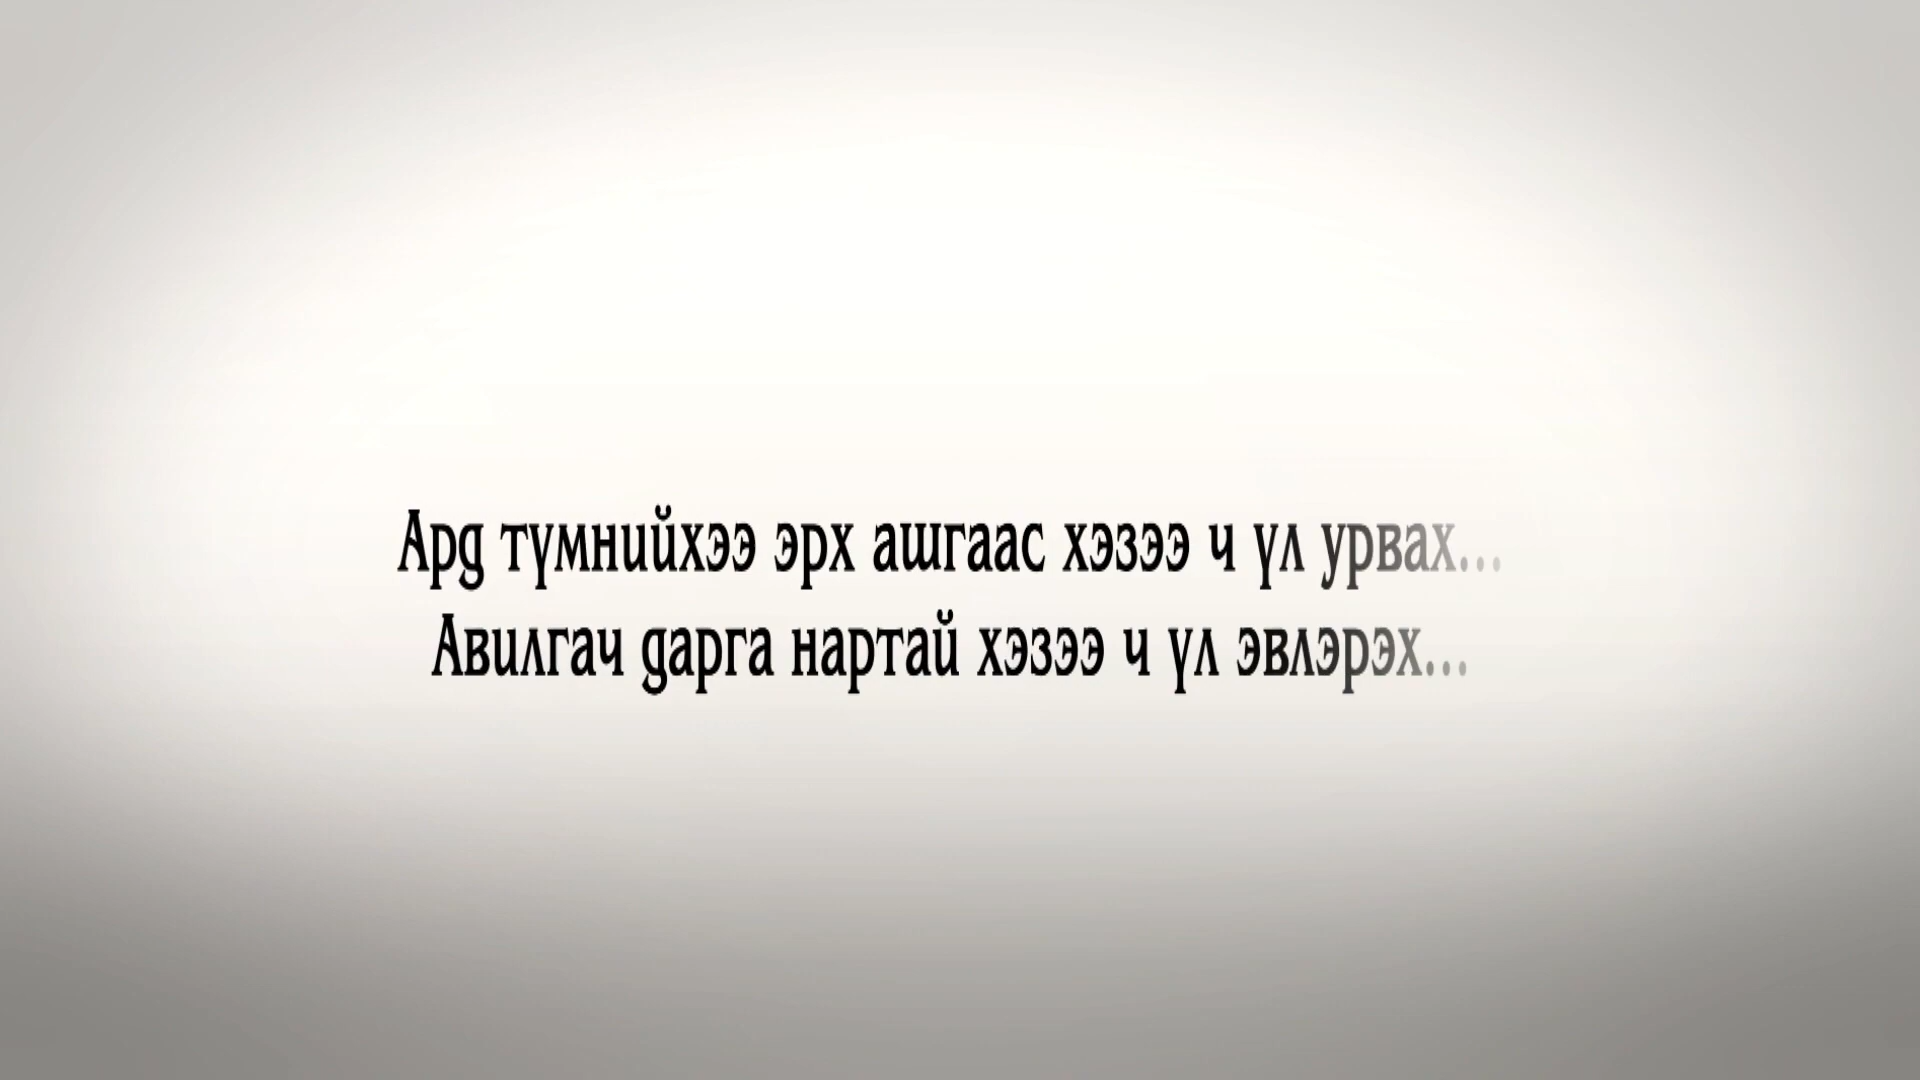 Ард түмнийхээ эрх ашгаас хэзээ ч үл урвах...
Авилгач дарга нартай хэзээ ч үл эвлэрэх...